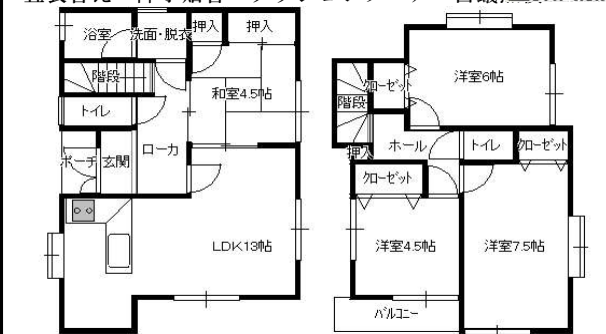 浴室
洗面・脱衣
押入
押入
階段
和室4.5帖
トイレ
ポーチ
玄関
ローカ
LDK13帖
洋室6帖
クローゼット
階段
押入
ホール
トイレ
クローゼット
クローゼット
洋室4.5帖
洋室7.5帖
バルコニー